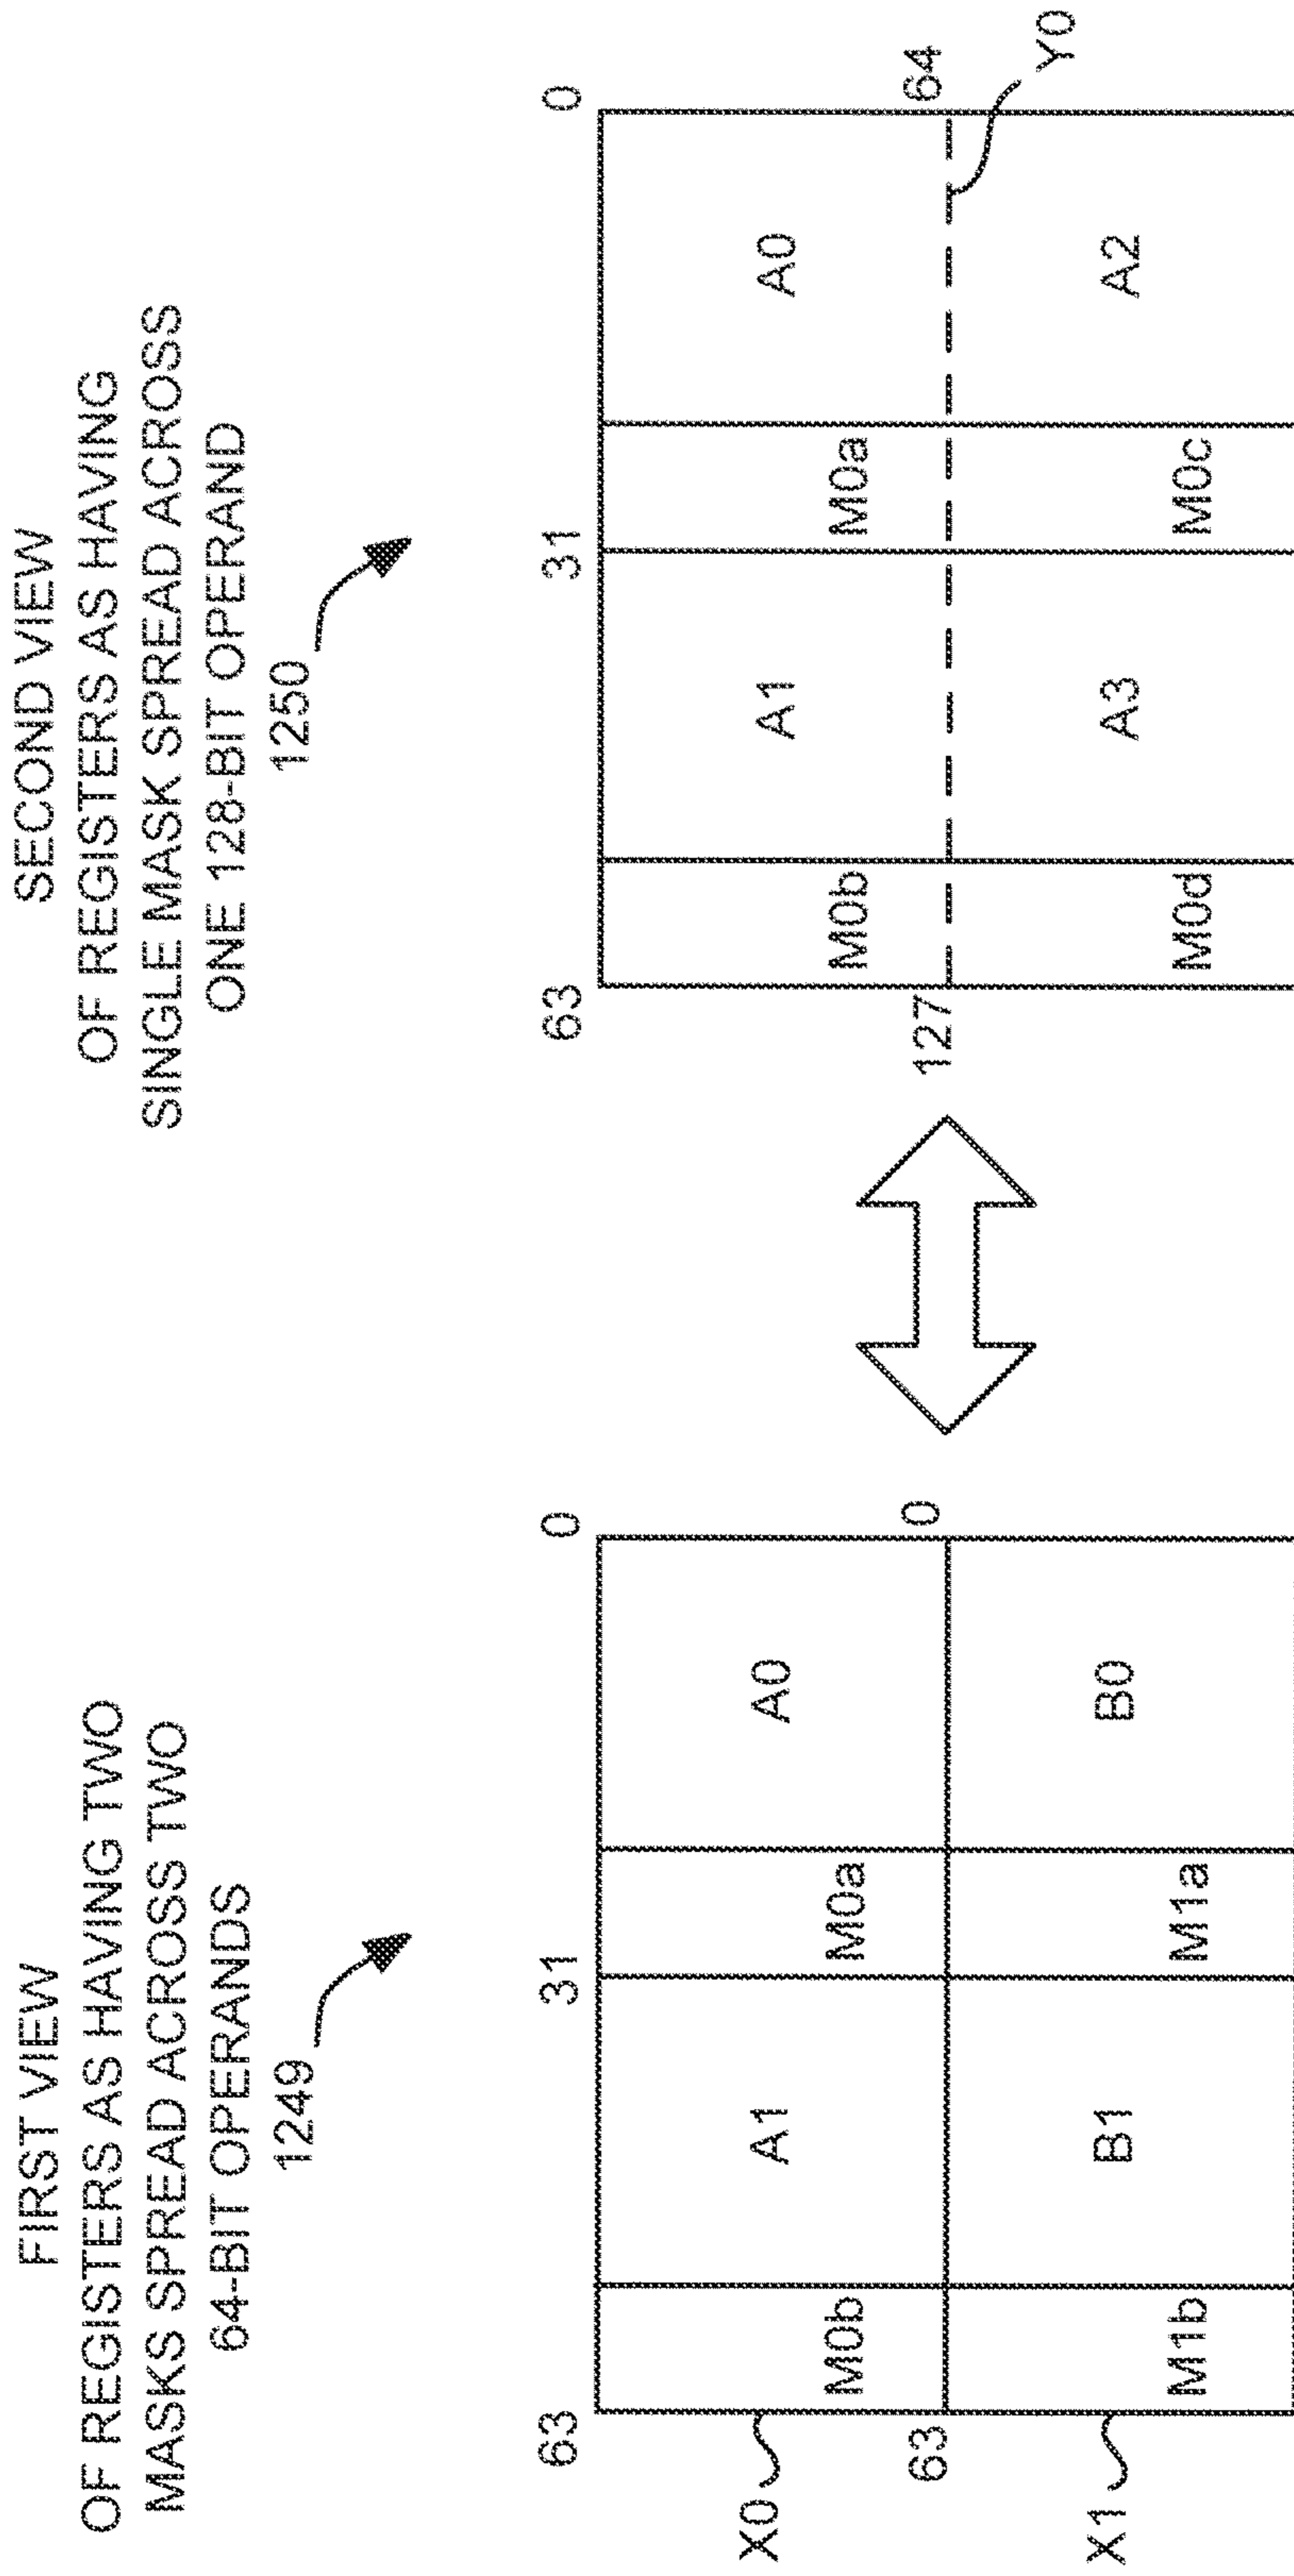 FIRST VIEW
OF REGISTERS AS HAVING TWO
MASKS SPREAD ACROSS TWO
64-BIT OPERANDS
1249
63
31
0
X0
M0b
A1
M0a
A0
63
0
X1
M1b
B1
M1a
B0
SECOND VIEW
OF REGISTERS AS HAVING
SINGLE MASK SPREAD ACROSS
ONE 128-BIT OPERAND
1250
63
31
0
M0b
A1
M0a
A0
127
64
M0d
A3
M0c
A2
Y0